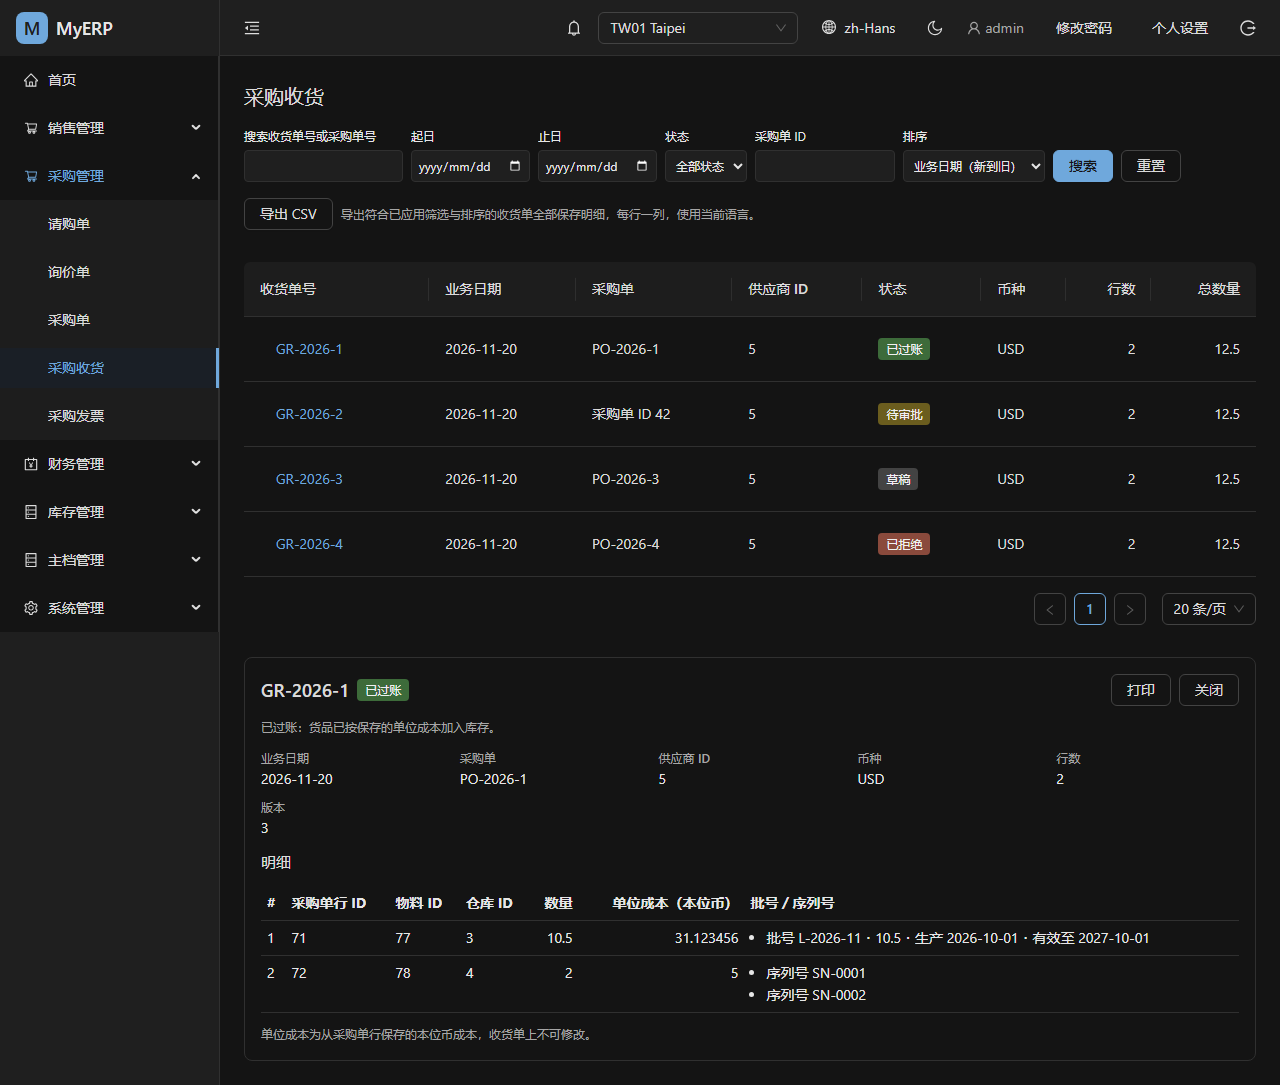 M MyERP
TW01 Taipei
zh-Hans
admin
修改密码
个人设置
首页
销售管理
采购管理
请购单
询价单
采购单
采购收货
采购发票
财务管理
库存管理
主档管理
系统管理
采购收货
搜索收货单号或采购单号 起日 止日 状态 采购单 ID 排序
yyyy/mm/dd yyyy/mm/dd 全部状态 业务日期（新到旧） 搜索 重置
导出 CSV 导出符合已应用筛选与排序的收货单全部保存明细，每行一列，使用当前语言。
收货单号 业务日期 采购单 供应商 ID 状态 币种 行数 总数量
GR-2026-1 2026-11-20 PO-2026-1 5 已过账 USD 2 12.5
GR-2026-2 2026-11-20 采购单 ID 42 5 待审批 USD 2 12.5
GR-2026-3 2026-11-20 PO-2026-3 5 草稿 USD 2 12.5
GR-2026-4 2026-11-20 PO-2026-4 5 已拒绝 USD 2 12.5
< 1 > 20 条/页
GR-2026-1 已过账 打印 关闭
已过账：货品已按保存的单位成本加入库存。
业务日期 采购单 供应商 ID 币种 行数
2026-11-20 PO-2026-1 5 USD 2
版本
3
明细
# 采购单行 ID 物料 ID 仓库 ID 数量 单位成本（本位币） 批号 / 序列号
1 71 77 3 10.5 31.123456 • 批号 L-2026-11 · 10.5 · 生产 2026-10-01 · 有效至 2027-10-01
2 72 78 4 2 5 • 序列号 SN-0001
• 序列号 SN-0002
单位成本为从采购单行保存的本位币成本，收货单上不可修改。